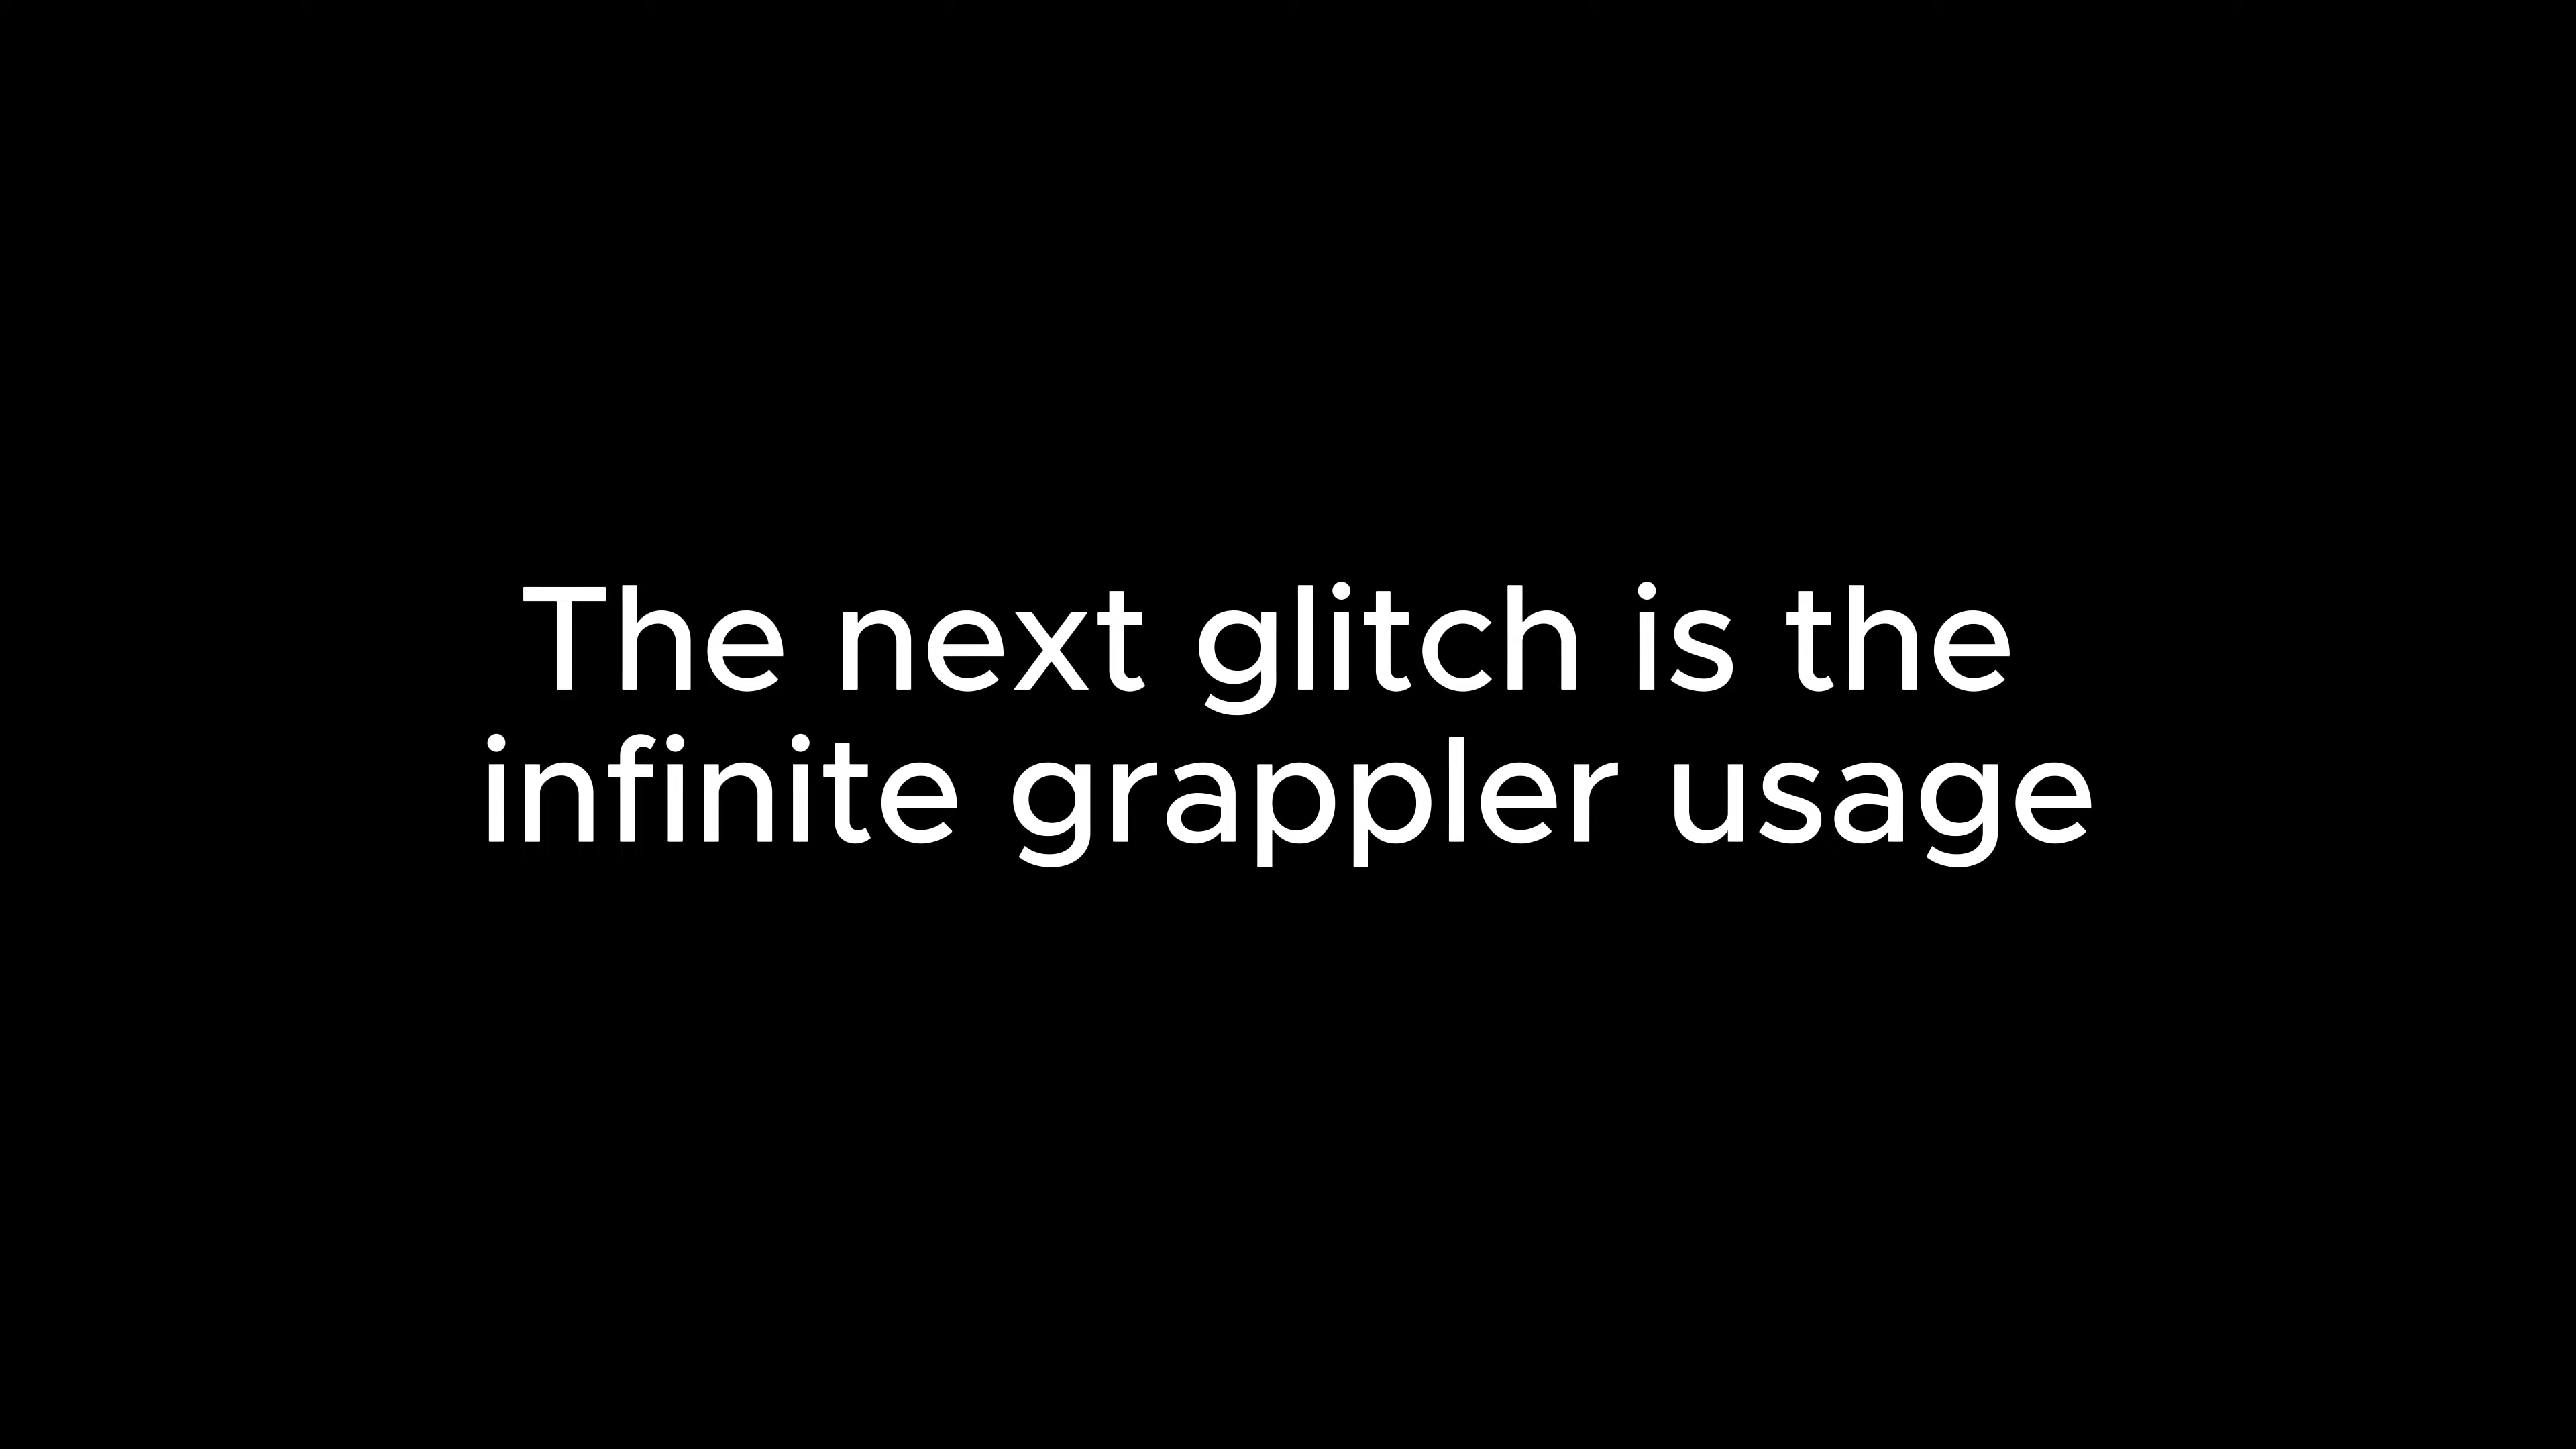 The next glitch is the
infinite grappler usage